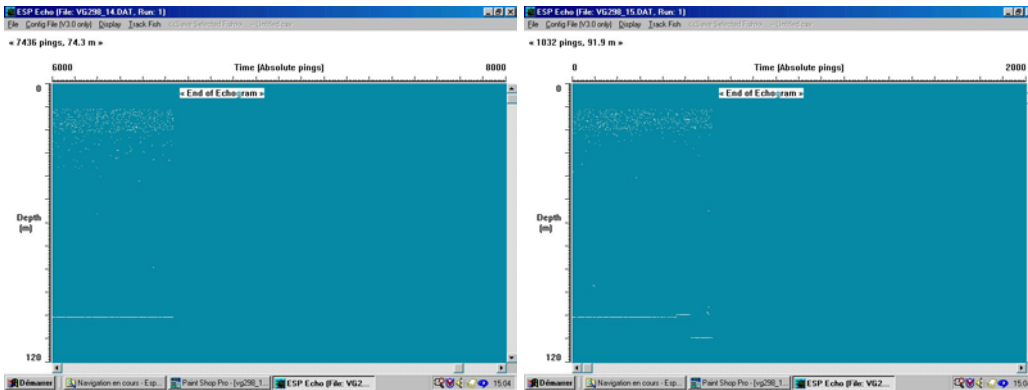 ESP Echo (File: VG298_14.DAT, Run: 1)
File Config File (V3.0 only) Display Track Fish
« 7436 pings, 74.3 m »
6000 Time (Absolute pings) 8000
0
« End of Echogram »
Depth
(m)
120
Démarrer Navigation en cours - Esp... Paint Shop Pro - [vg298_1... ESP Echo (File: VG2... 15:04
ESP Echo (File: VG298_15.DAT, Run: 1)
File Config File (V3.0 only) Display Track Fish
« 1032 pings, 91.9 m »
0 Time (Absolute pings) 2000
0
« End of Echogram »
Depth
(m)
120
Démarrer Navigation en cours - Esp... Paint Shop Pro - [vg298_1... ESP Echo (File: VG2...